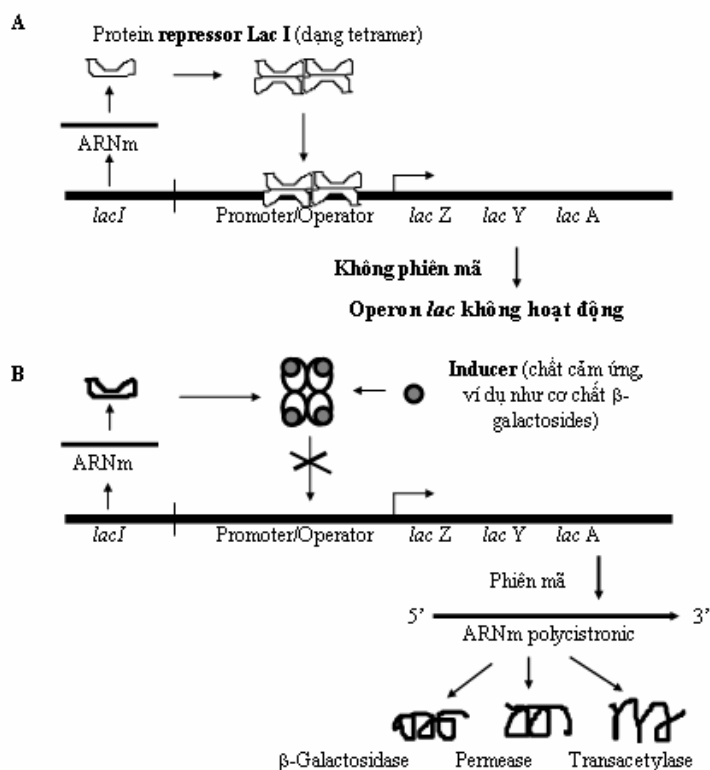 A
Protein repressor Lac I (dạng tetramer)
ARNm
lacI Promoter/Operator lac Z lac Y lac A
Không phiên mã
Operon lac không hoạt động
B
Inducer (chất cảm ứng,
ví dụ như cơ chất β-
galactosides)
ARNm
lacI Promoter/Operator lac Z lac Y lac A
Phiên mã
5’ 3’
ARNm polycistronic
β-Galactosidase Permease Transacetylase